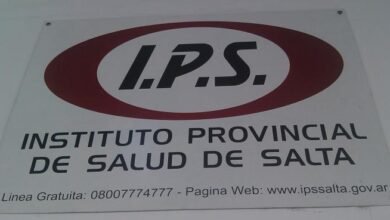 I.P.S.
INSTITUTO PROVINCIAL
DE SALUD DE SALTA
Linea Gratuita: 08007774777 - Pagina Web: www.ipssalta.gov.ar